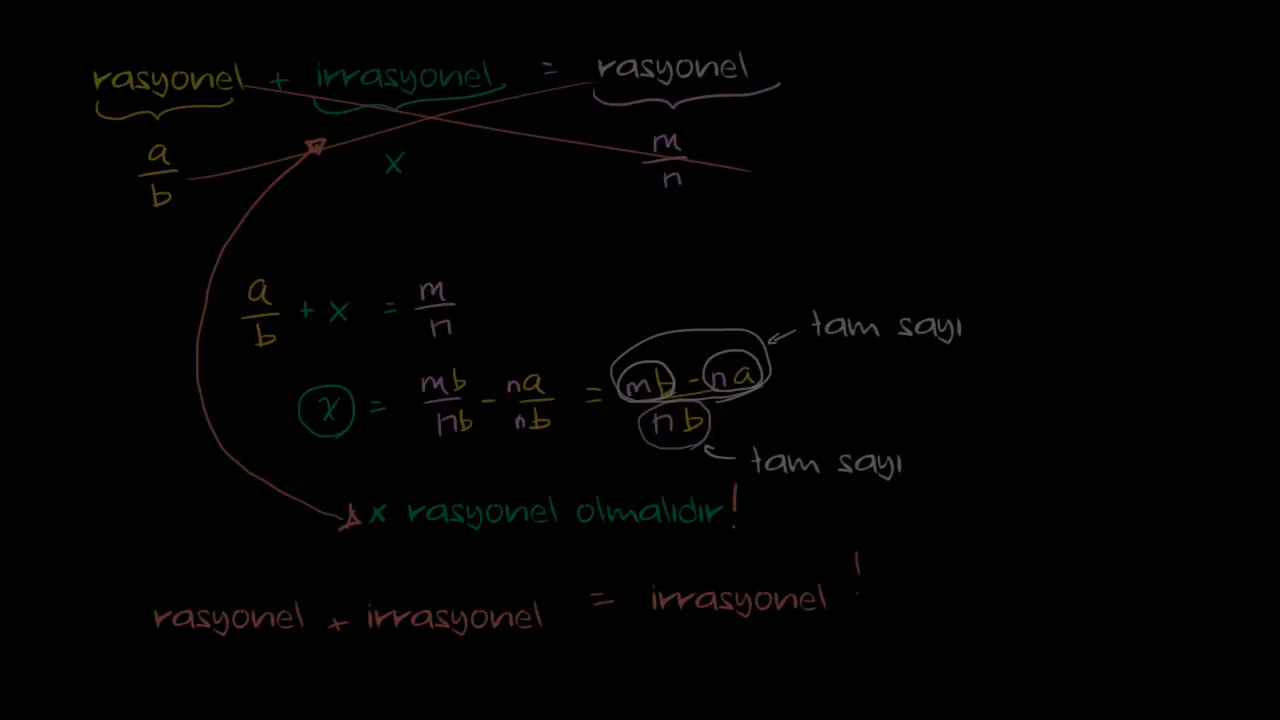 rasyonel + irrasyonel = rasyonel
a/b x m/n
a/b + x = m/n
tam sayı
x = mb/nb - na/nb = mb - na/nb
tam sayı
x rasyonel olmalıdır!
rasyonel + irrasyonel = irrasyonel !